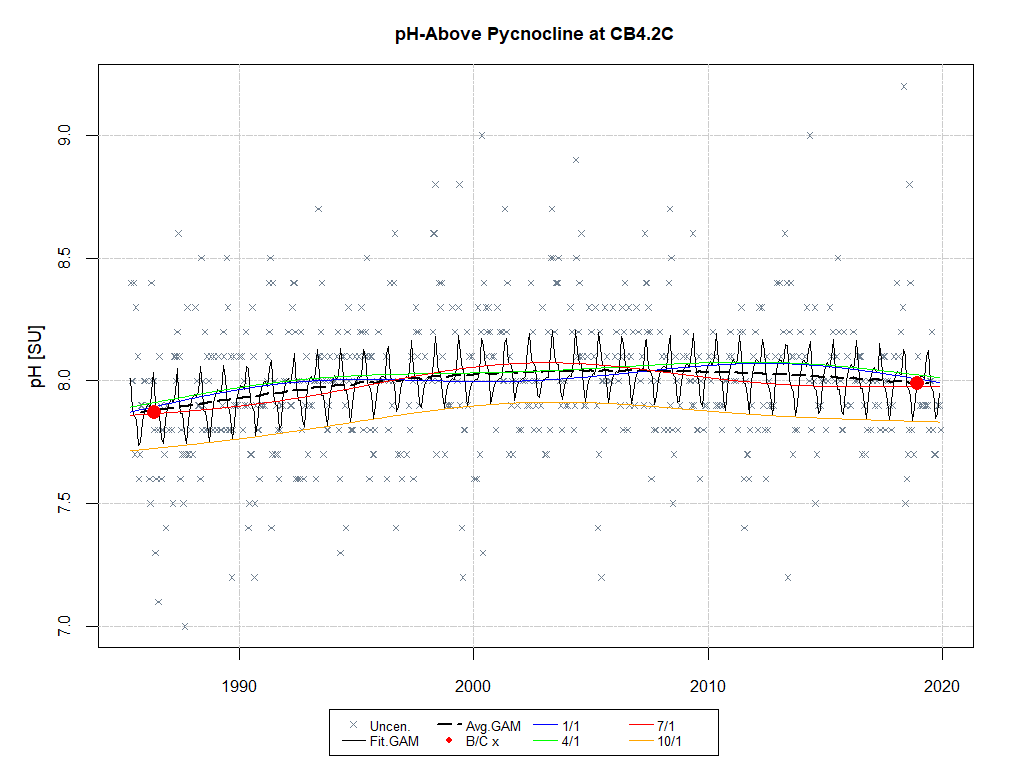 pH-Above Pycnocline at CB4.2C
pH [SU]
9.0
8.5
8.0
7.5
7.0
1990 2000 2010 2020
Uncen. Avg.GAM 1/1 7/1
Fit.GAM B/C x 4/1 10/1